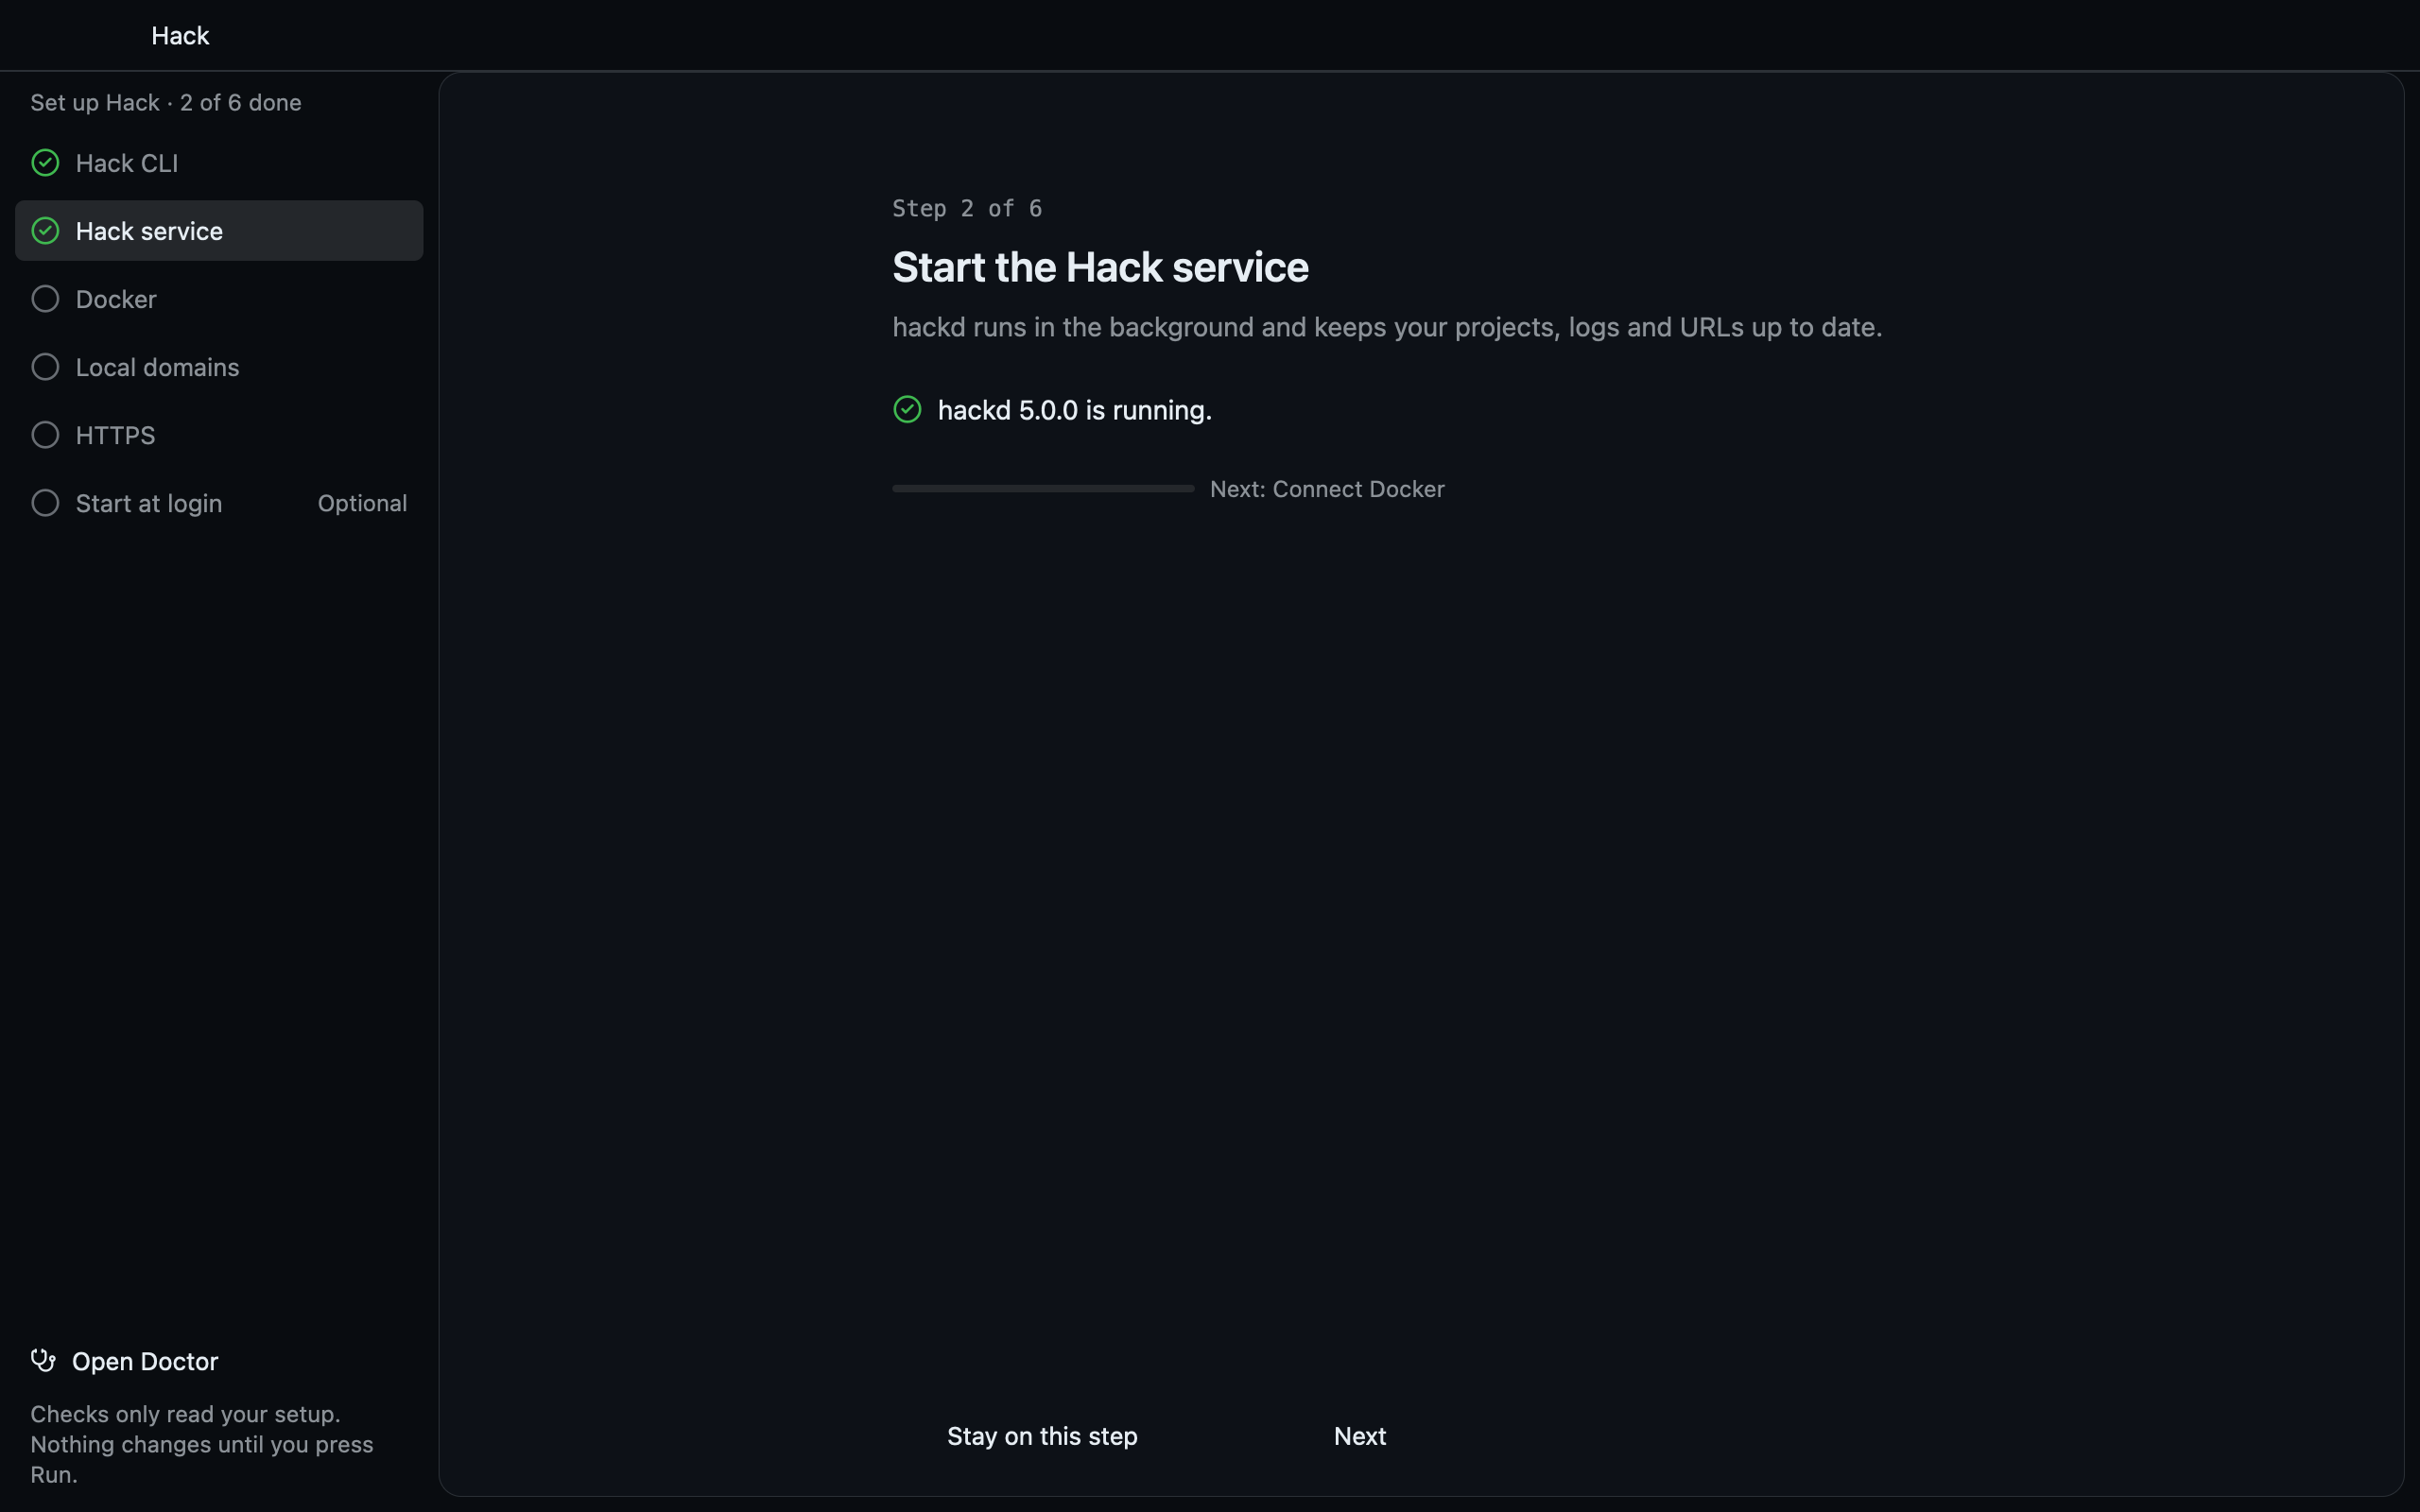 Hack
Set up Hack · 2 of 6 done
Hack CLI
Hack service
Docker
Local domains
HTTPS
Start at login Optional
Open Doctor
Checks only read your setup.
Nothing changes until you press
Run.
Step 2 of 6
Start the Hack service
hackd runs in the background and keeps your projects, logs and URLs up to date.
hackd 5.0.0 is running.
Next: Connect Docker
Stay on this step Next